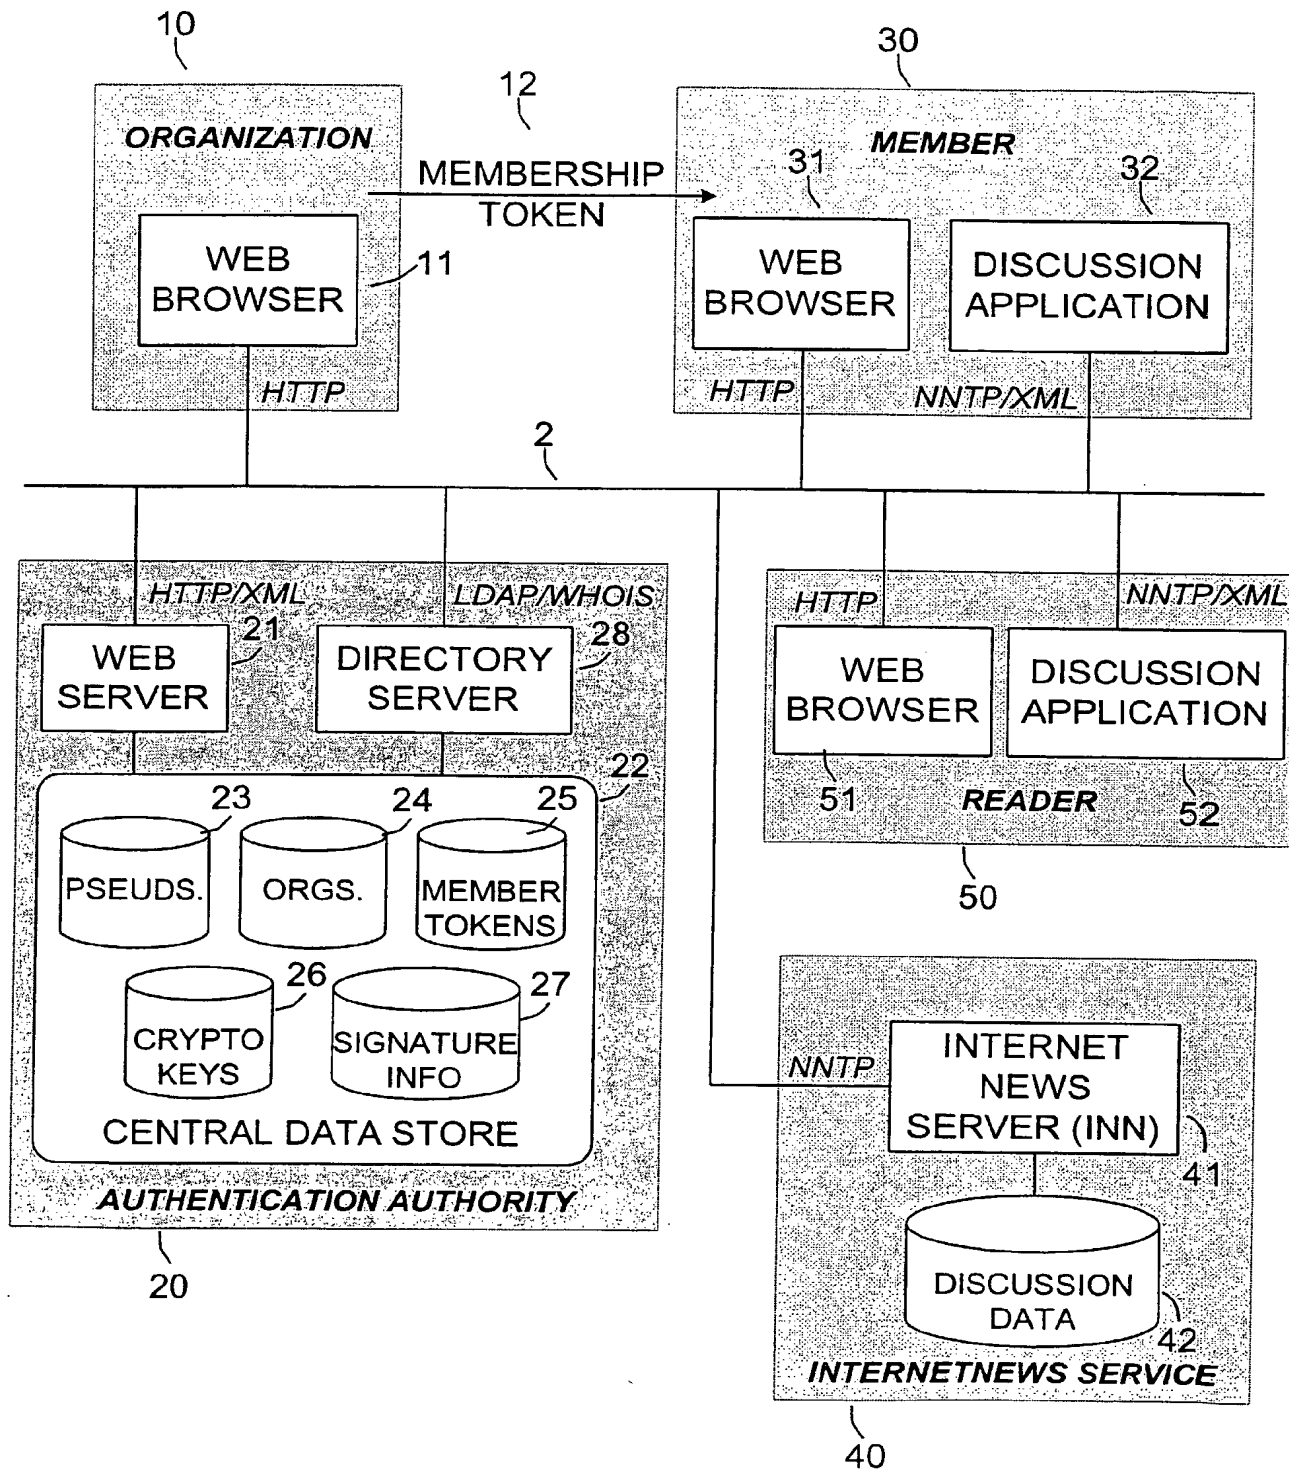 10
12
30
ORGANIZATION
MEMBERSHIP
TOKEN
MEMBER
31
32
WEB
BROWSER
11
WEB
BROWSER
DISCUSSION
APPLICATION
HTTP
HTTP
NNTP/XML
2
HTTP/XML
LDAP/WHOIS
HTTP
NNTP/XML
WEB
SERVER
21
DIRECTORY
SERVER
28
WEB
BROWSER
DISCUSSION
APPLICATION
22
51
READER
52
50
23
24
25
PSEUDS.
ORGS.
MEMBER
TOKENS
26
27
CRYPTO
KEYS
SIGNATURE
INFO
CENTRAL DATA STORE
AUTHENTICATION AUTHORITY
20
NNTP
INTERNET
NEWS
SERVER (INN)
41
DISCUSSION
DATA
42
INTERNETNEWS SERVICE
40